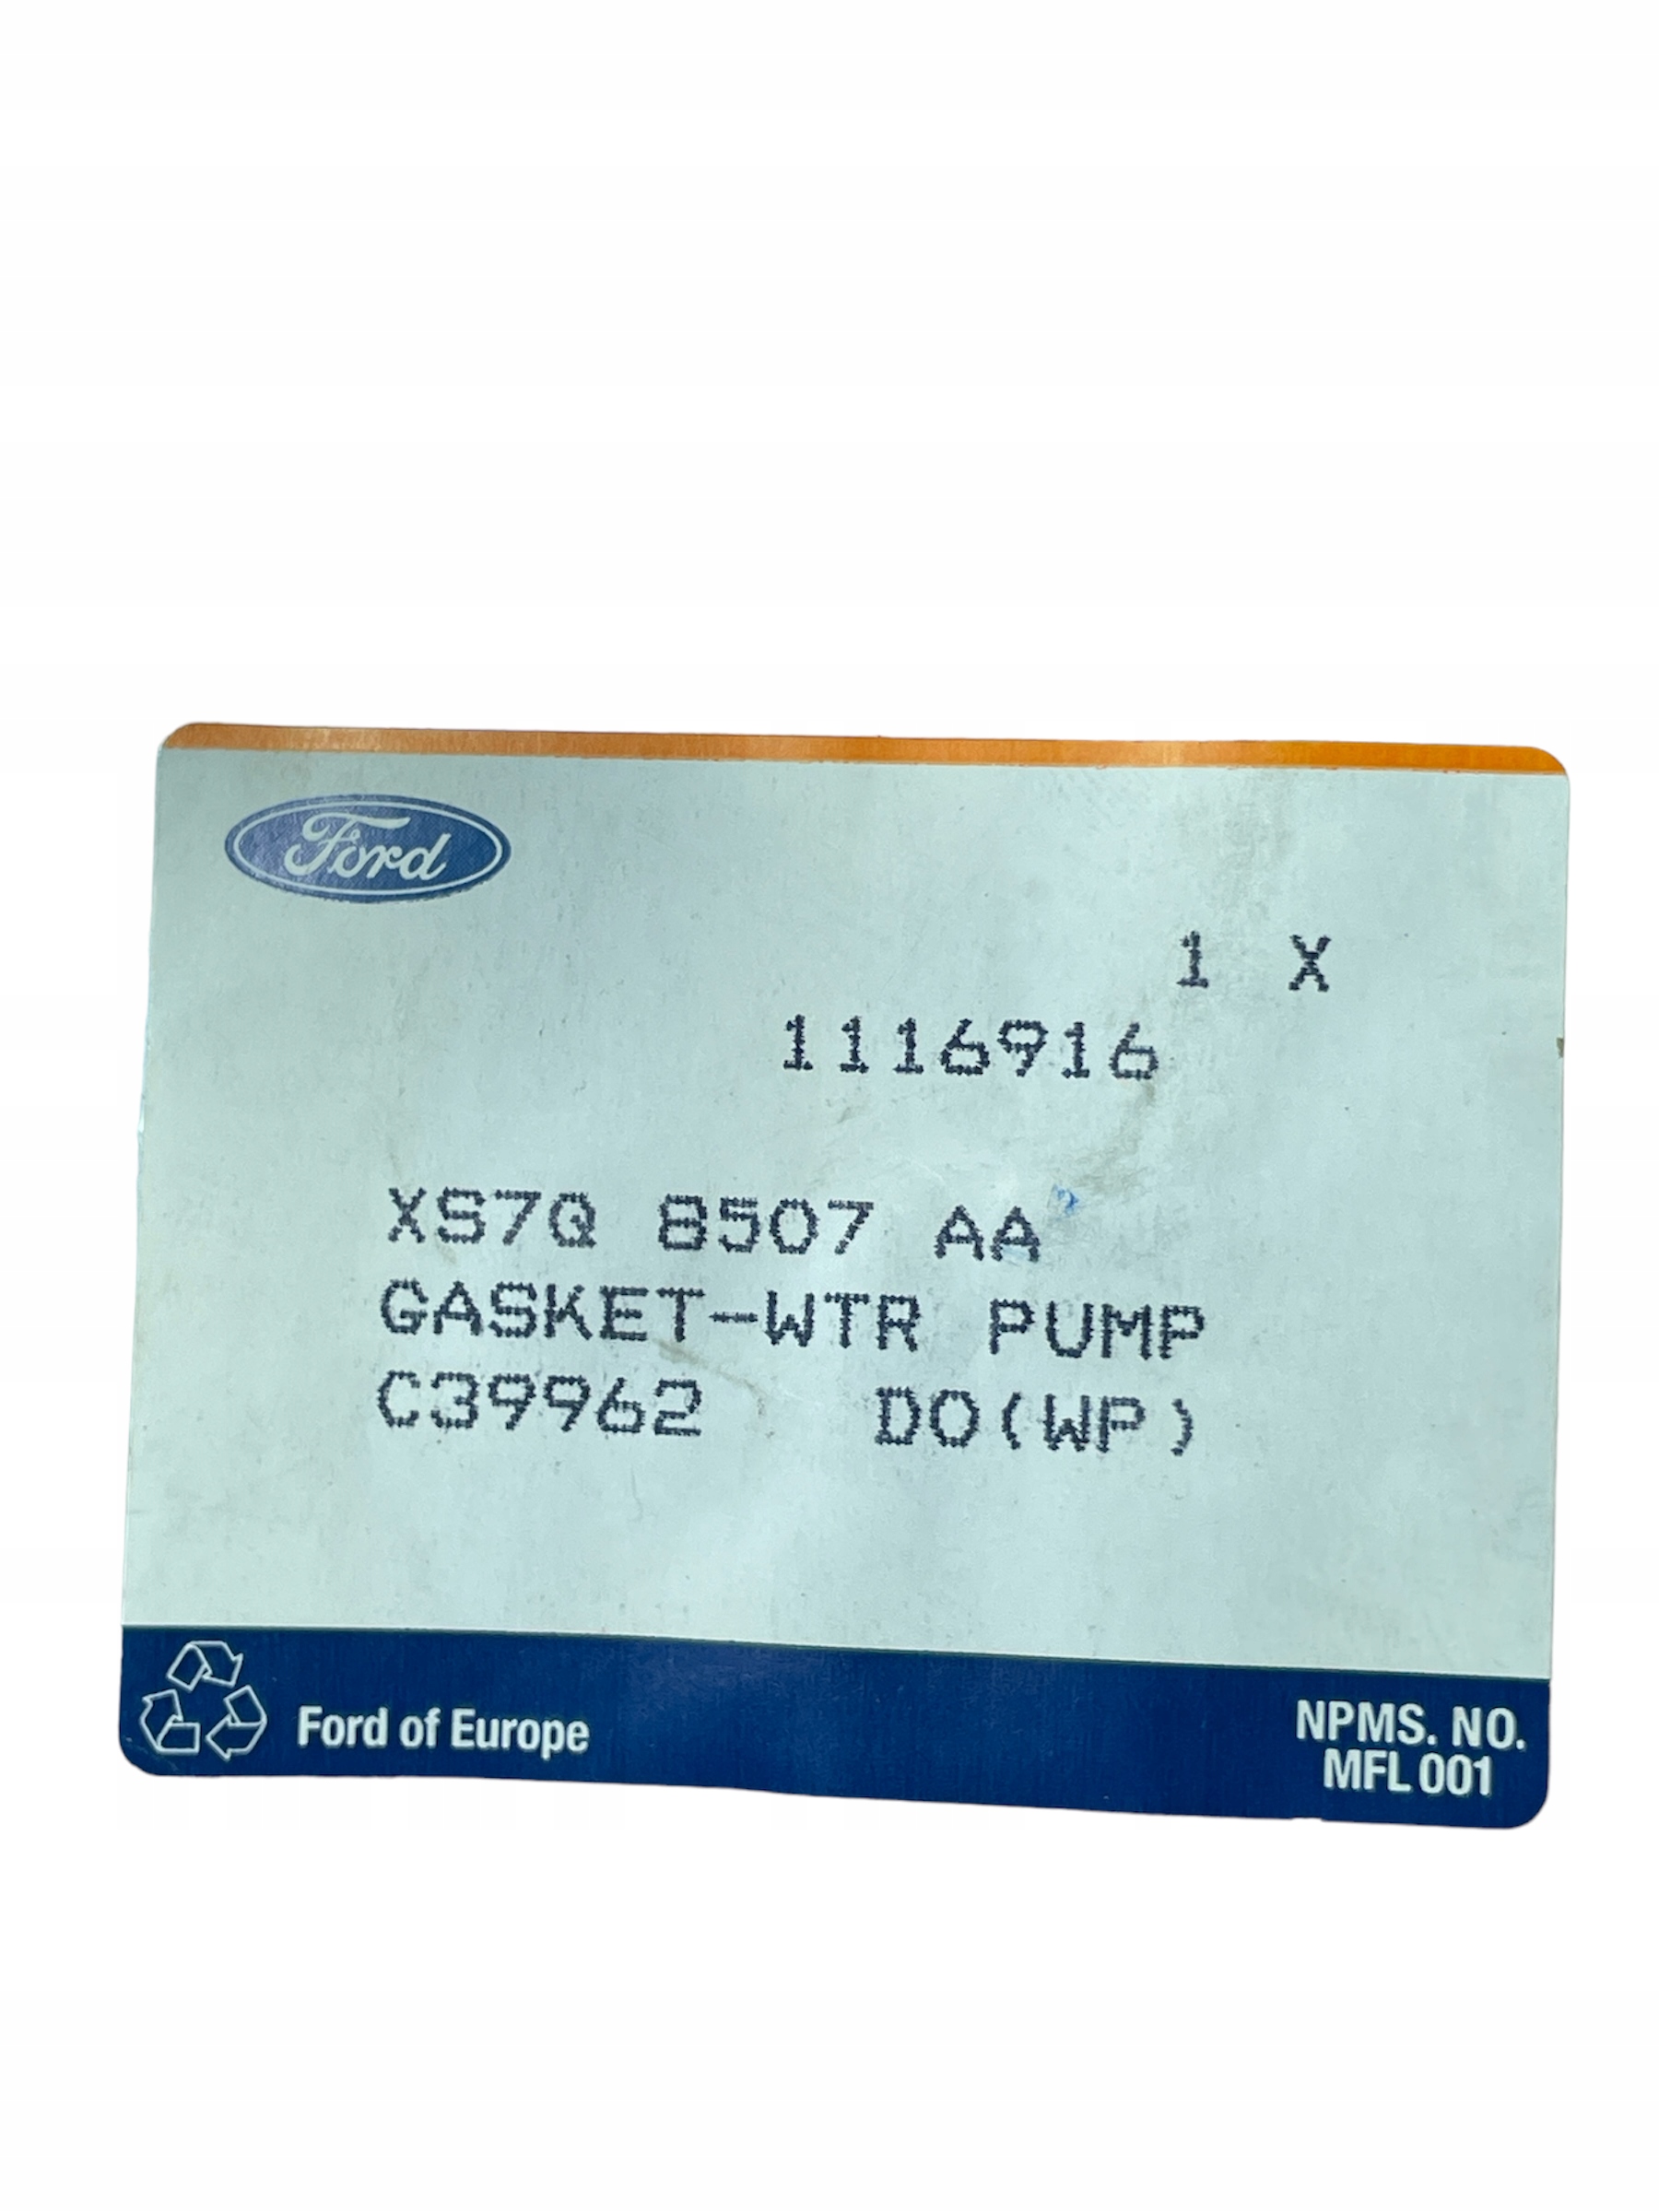 Ford
1 X
1116916
XS7Q 8507 AA
GASKET-WTR PUMP
C39962 DO(WP)
Ford of Europe
NPMS. NO.
MFL 001